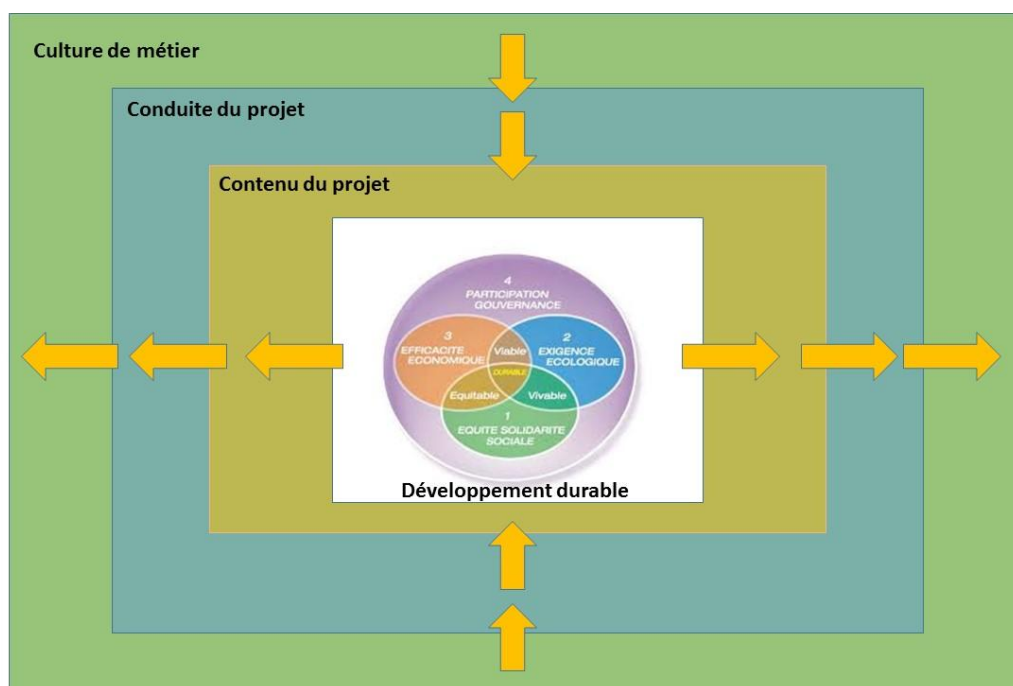 Culture de métier
Conduite du projet
Contenu du projet
4
PARTICIPATION
GOUVERNANCE
3
EFFICACITE
ECONOMIQUE
Viable
2
EXIGENCE
ECOLOGIQUE
DURABLE
Equitable
Vivable
1
EQUITE SOLIDARITE
SOCIALE
Développement durable